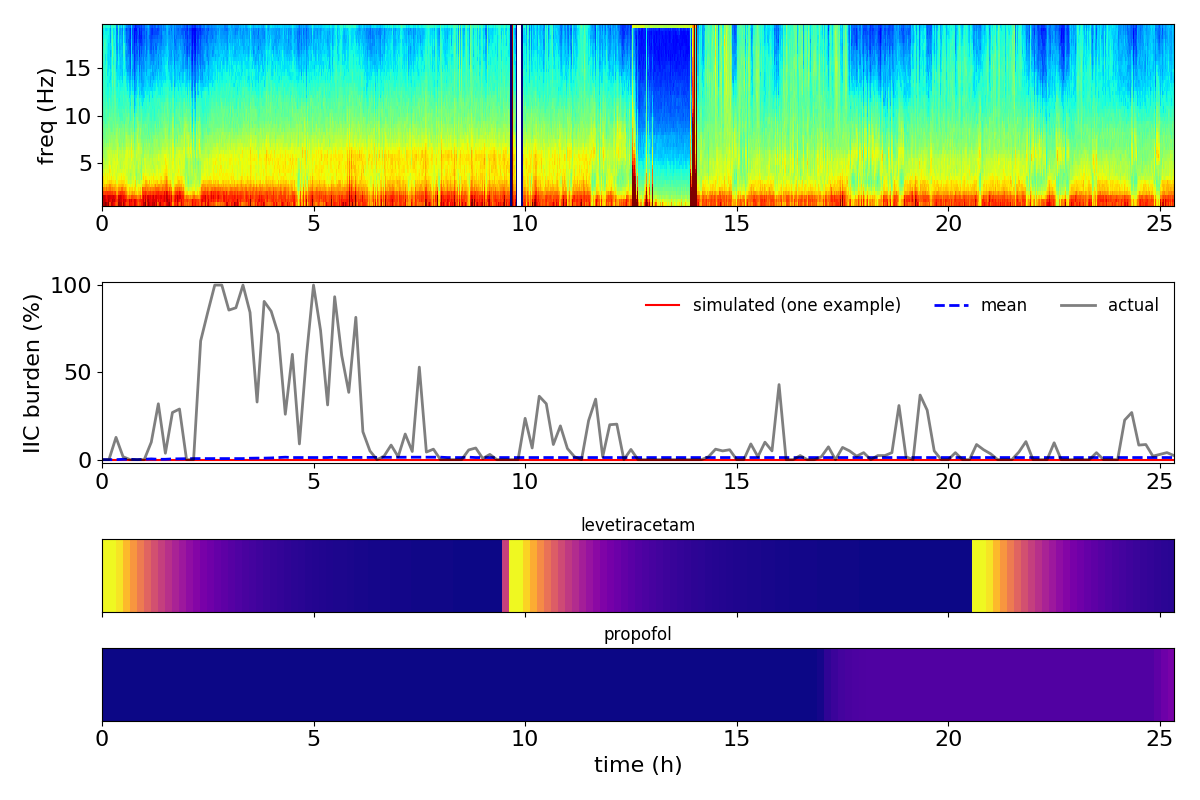 freq (Hz)
15
10
5
0 5 10 15 20 25
IIC burden (%)
100
50
0
simulated (one example) mean actual
0 5 10 15 20 25
levetiracetam
propofol
0 5 10 15 20 25
time (h)